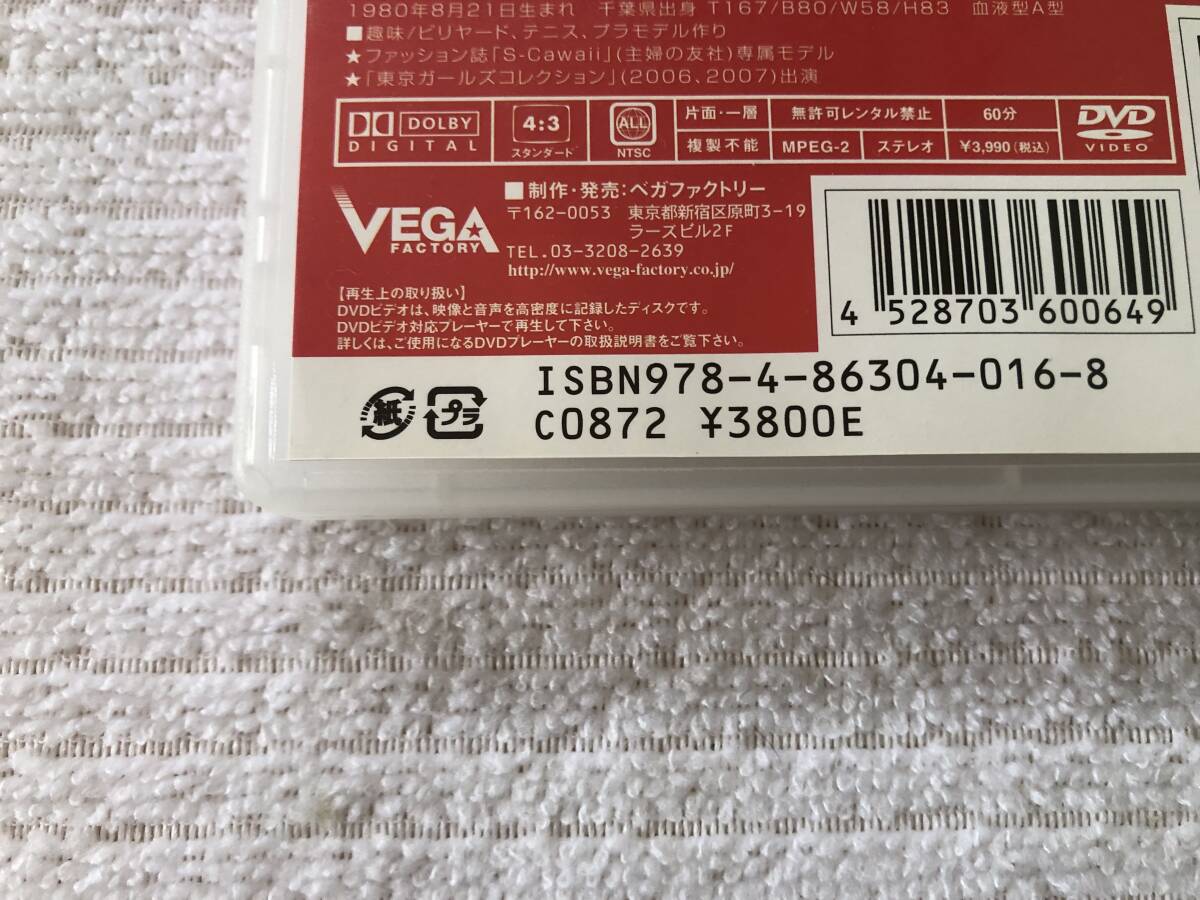 1980年8月21日生まれ　千葉県出身 T167/B80/W58/H83　血液型A型
■趣味/ビリヤード、テニス、プラモデル作り
★ファッション誌「S-Cawaii」(主婦の友社)専属モデル
★「東京ガールズコレクション」(2006、2007)出演
DOLBY
DIGITAL
4:3
スタンダード
ALL
NTSC
片面・一層
無許可レンタル禁止
60分
複製不能
MPEG-2
ステレオ
¥3,990(税込)
DVD
VIDEO
VEGA
FACTORY
■制作・発売:ベガファクトリー
〒162-0053　東京都新宿区原町3-19
ラーズビル2F
TEL.03-3208-2639
http://www.vega-factory.co.jp/
【再生上の取り扱い】
DVDビデオは、映像と音声を高密度に記録したディスクです。
DVDビデオ対応プレーヤーで再生して下さい。
詳しくは、ご使用になるDVDプレーヤーの取扱説明書をご覧下さい。
4 528703 600649
ISBN978-4-86304-016-8
紙
プラ
C0872 ¥3800E